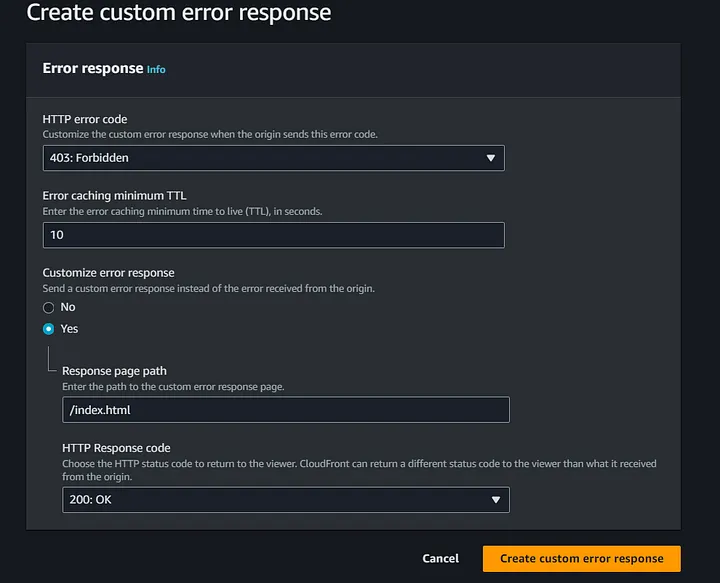 Create custom error response
Error response Info
HTTP error code
Customize the custom error response when the origin sends this error code.
403: Forbidden
Error caching minimum TTL
Enter the error caching minimum time to live (TTL), in seconds.
10
Customize error response
Send a custom error response instead of the error received from the origin.
No
Yes
Response page path
Enter the path to the custom error response page.
/index.html
HTTP Response code
Choose the HTTP status code to return to the viewer. CloudFront can return a different status code to the viewer than what it received
from the origin.
200: OK
Cancel Create custom error response